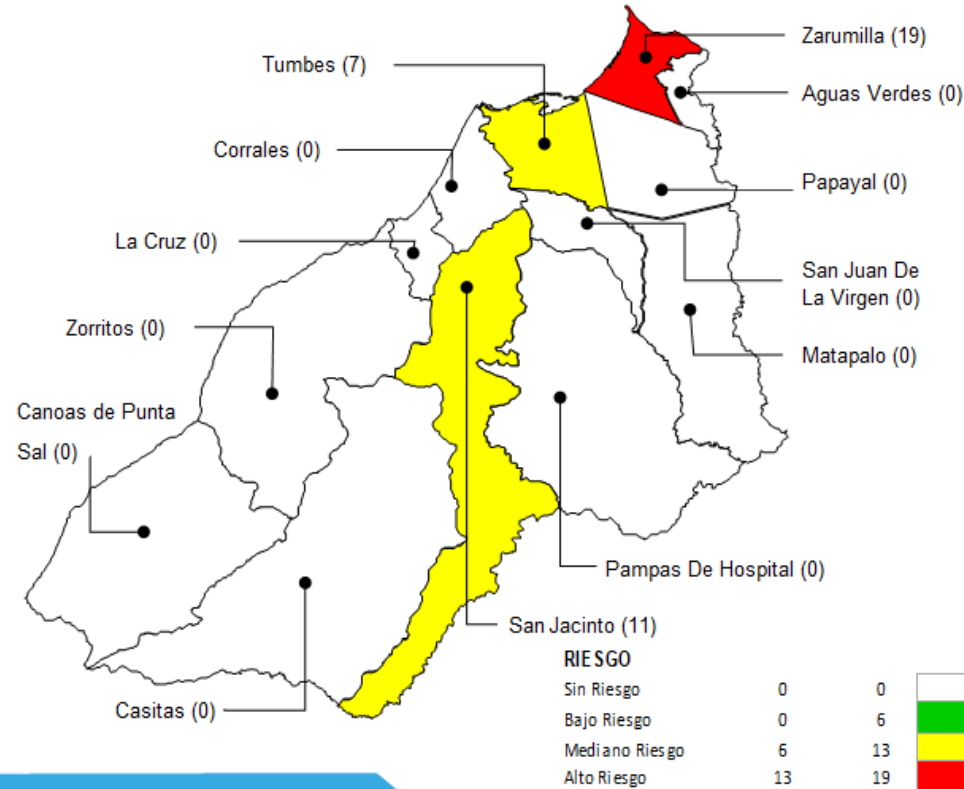 Zarumilla (19)
Tumbes (7)
Aguas Verdes (0)
Corrales (0)
Papayal (0)
La Cruz (0)
San Juan De
La Virgen (0)
Zorritos (0)
Matapalo (0)
Canoas de Punta
Sal (0)
Pampas De Hospital (0)
San Jacinto (11)
Casitas (0)
RIESGO
Sin Riesgo 0 0
Bajo Riesgo 0 6
Mediano Riesgo 6 13
Alto Riesgo 13 19